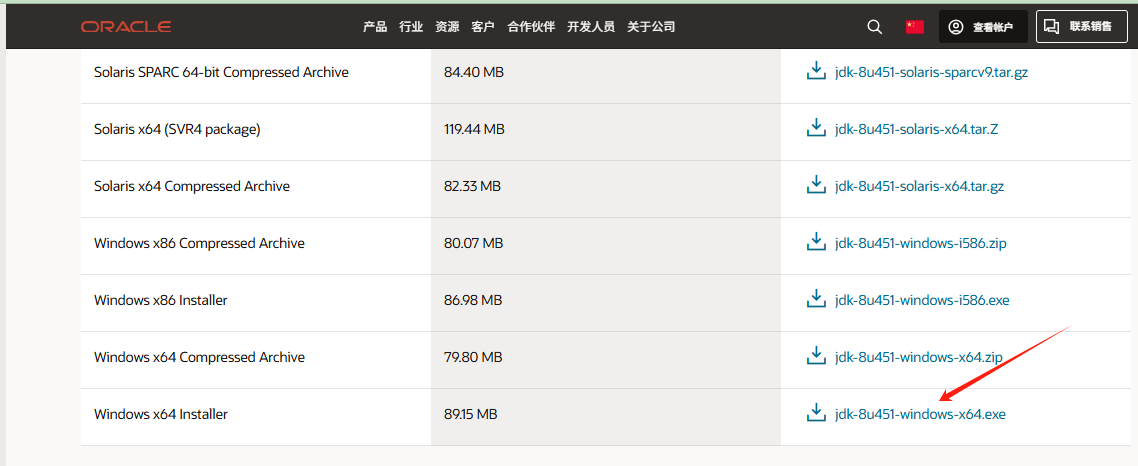 ORACLE 产品 行业 资源 客户 合作伙伴 开发人员 关于公司 查看帐户 联系销售
Solaris SPARC 64-bit Compressed Archive 84.40 MB jdk-8u451-solaris-sparcv9.tar.gz
Solaris x64 (SVR4 package) 119.44 MB jdk-8u451-solaris-x64.tar.Z
Solaris x64 Compressed Archive 82.33 MB jdk-8u451-solaris-x64.tar.gz
Windows x86 Compressed Archive 80.07 MB jdk-8u451-windows-i586.zip
Windows x86 Installer 86.98 MB jdk-8u451-windows-i586.exe
Windows x64 Compressed Archive 79.80 MB jdk-8u451-windows-x64.zip
Windows x64 Installer 89.15 MB jdk-8u451-windows-x64.exe